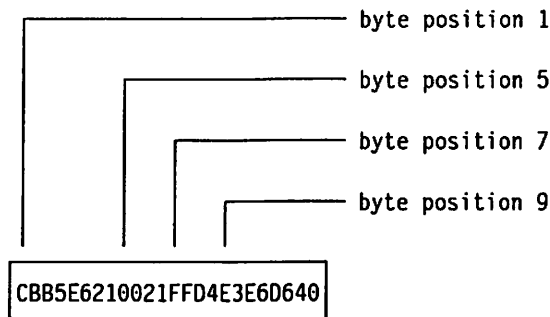 byte position 1
byte position 5
byte position 7
byte position 9
CBB5E6210021FFD4E3E6D640